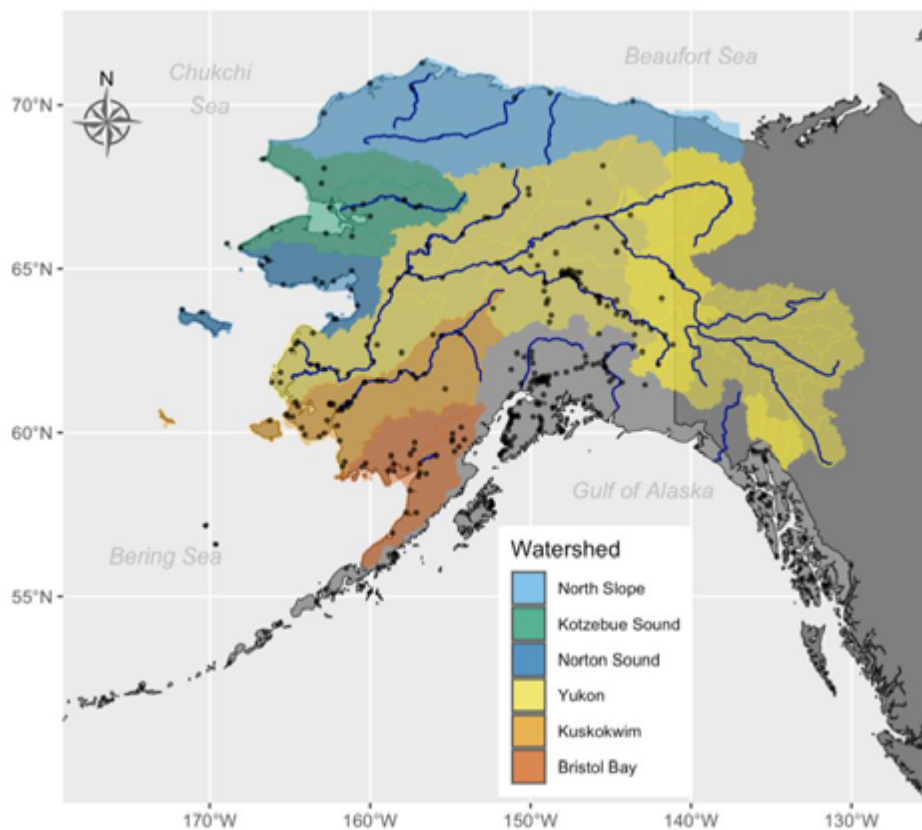 Chukchi
Sea
Beaufort Sea
N
70°N
65°N
60°N
55°N
Gulf of Alaska
Bering Sea
Watershed
North Slope
Kotzebue Sound
Norton Sound
Yukon
Kuskokwim
Bristol Bay
170°W
160°W
150°W
140°W
130°W